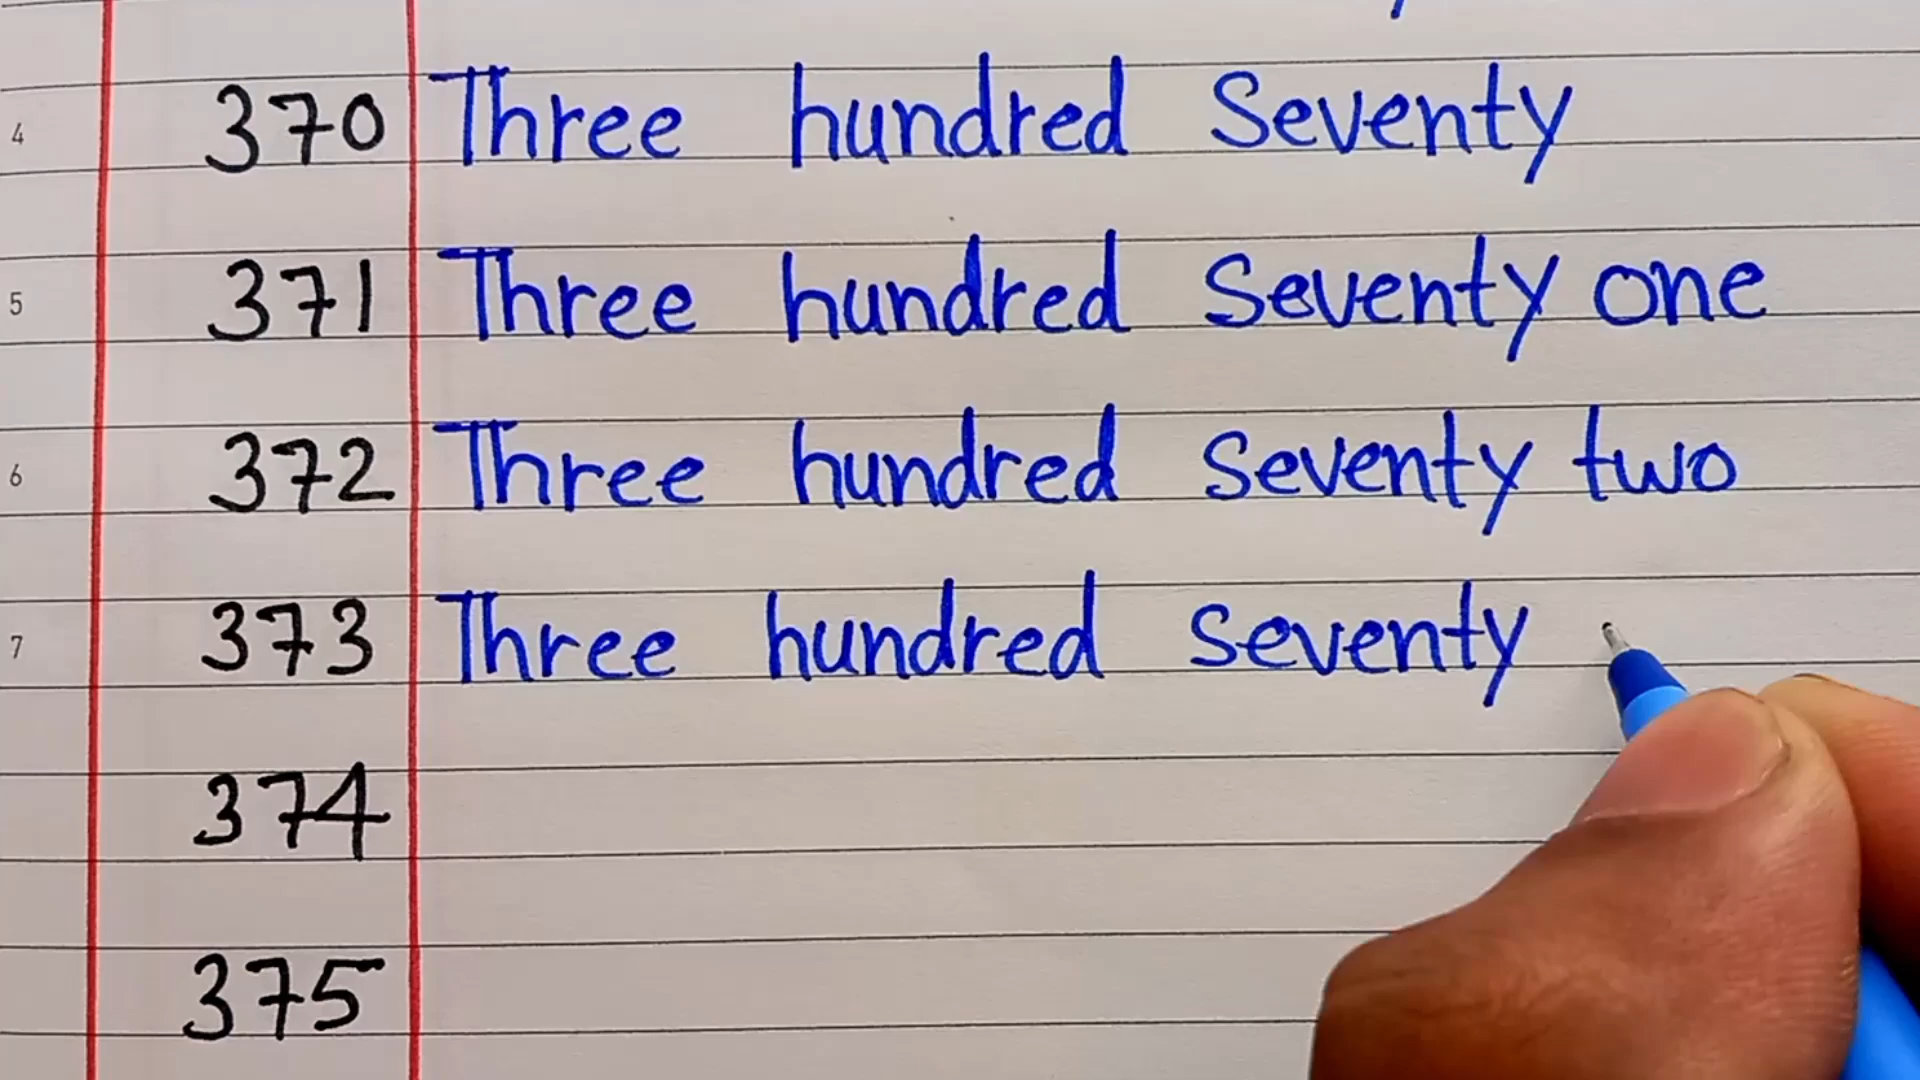 4 370 Three hundred Seventy
5 371 Three hundred Seventy one
6 372 Three hundred seventy two
7 373 Three hundred seventy
374
375